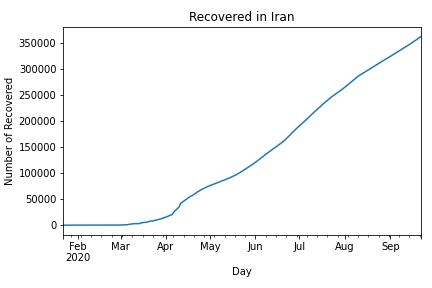 Recovered in Iran
Number of Recovered
350000
300000
250000
200000
150000
100000
50000
0
Feb Mar Apr May Jun Jul Aug Sep
2020
Day